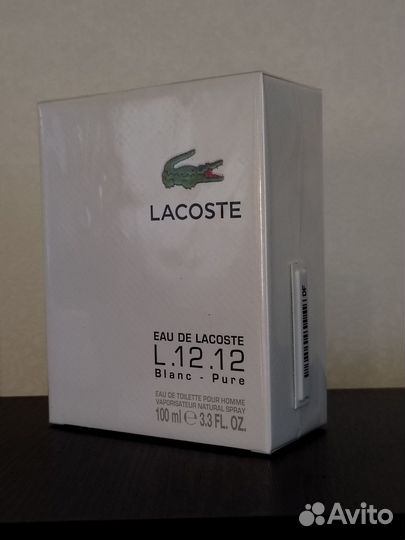 LACOSTE
EAU DE LACOSTE
L.12.12
Blanc - Pure
EAU DE TOILETTE POUR HOMME
VAPORISATEUR NATURAL SPRAY
100 ml ℮ 3.3 FL. OZ.
Avito